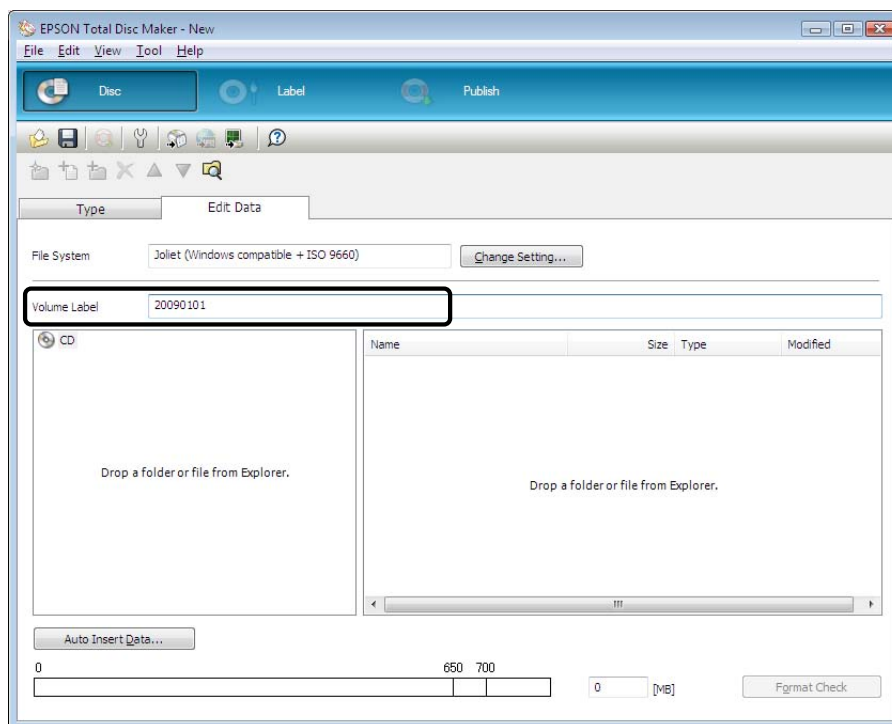 EPSON Total Disc Maker - New
File Edit View Tool Help
Disc Label Publish
Type Edit Data
File System Joliet (Windows compatible + ISO 9660) Change Setting...
Volume Label 20090101
CD
Name Size Type Modified
Drop a folder or file from Explorer.
Drop a folder or file from Explorer.
Auto Insert Data...
0 650 700
0 [MB] Format Check